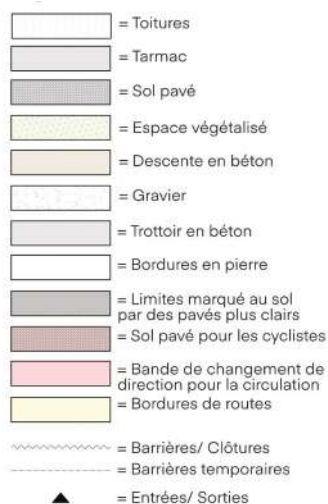 = Toitures
= Tarmac
= Sol pavé
= Espace végétalisé
= Descente en béton
= Gravier
= Trottoir en béton
= Bordures en pierre
= Limites marqué au sol
par des pavés plus clairs
= Sol pavé pour les cyclistes
= Bande de changement de
direction pour la circulation
= Bordures de routes
= Barrières/ Clôtures
= Barrières temporaires
= Entrées/ Sorties